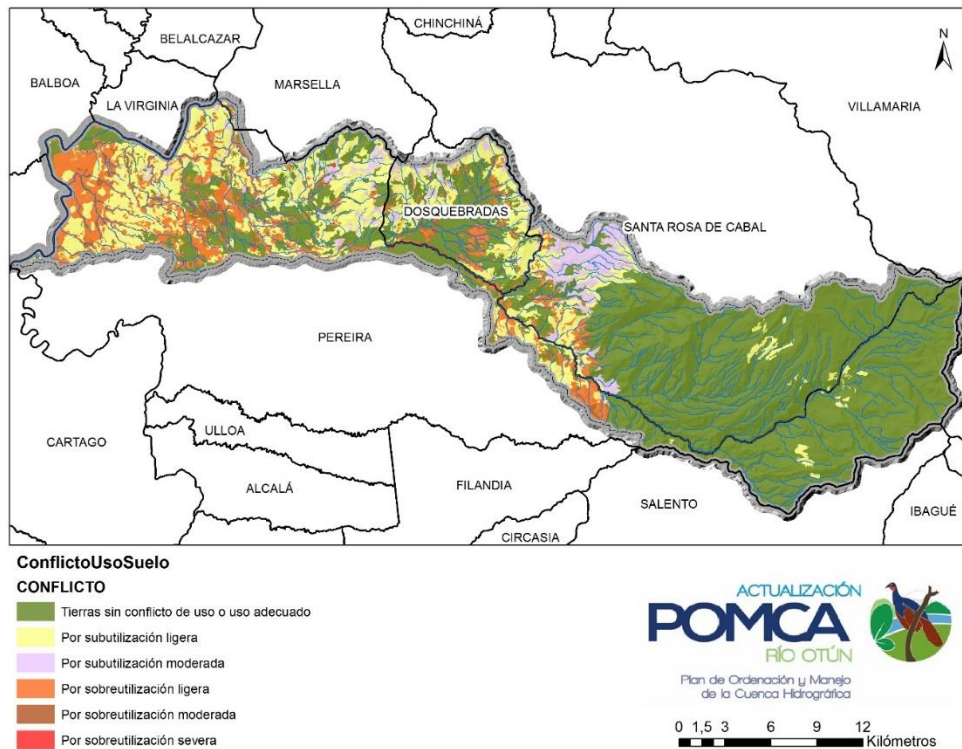 CHINCHINÁ
BELALCAZAR
N
BALBOA
MARSELLA
LA VIRGINIA
VILLAMARIA
DOSQUEBRADAS
SANTA ROSA DE CABAL
PEREIRA
CARTAGO
ULLOA
ALCALÁ
FILANDIA
SALENTO
IBAGUÉ
CIRCASIA
ConflictoUsoSuelo
CONFLICTO
Tierras sin conflicto de uso o uso adecuado
Por subutilización ligera
Por subutilización moderada
Por sobreutilización ligera
Por sobreutilización moderada
Por sobreutilización severa
ACTUALIZACIÓN
POMCA
RÍO OTÚN
Plan de Ordenación y Manejo
de la Cuenca Hidrográfica
0 1,5 3 6 9 12
Kilómetros